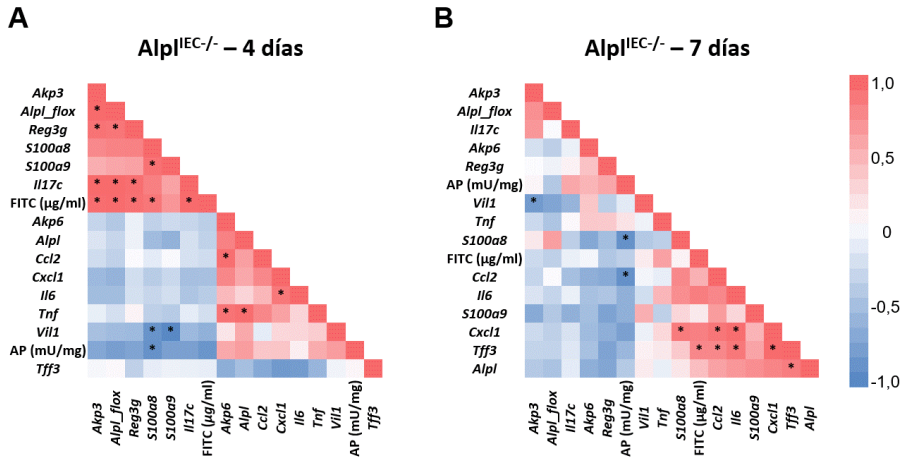 A
B
Alpl^IEC-/- – 4 días
Alpl^IEC-/- – 7 días
Akp3
Alpl_flox
*
Reg3g
* *
S100a8
S100a9
*
Il17c
* * *
FITC (µg/ml)
* * * * *
Akp6
Alpl
Ccl2
*
Cxcl1
Il6
*
Tnf
* *
Vil1
* *
AP (mU/mg)
*
Tff3
Akp3
Alpl_flox
Reg3g
S100a8
S100a9
Il17c
FITC (µg/ml)
Akp6
Alpl
Ccl2
Cxcl1
Il6
Tnf
Vil1
AP (mU/mg)
Tff3
Akp3
Alpl_flox
Il17c
Akp6
Reg3g
AP (mU/mg)
Vil1
*
Tnf
S100a8
*
FITC (µg/ml)
Ccl2
*
Il6
S100a9
Cxcl1
* * *
Tff3
* * * *
Alpl
*
Akp3
Alpl_flox
Il17c
Akp6
Reg3g
AP (mU/mg)
Vil1
Tnf
S100a8
FITC (µg/ml)
Ccl2
Il6
S100a9
Cxcl1
Tff3
Alpl
1,0
0,5
0
-0,5
-1,0